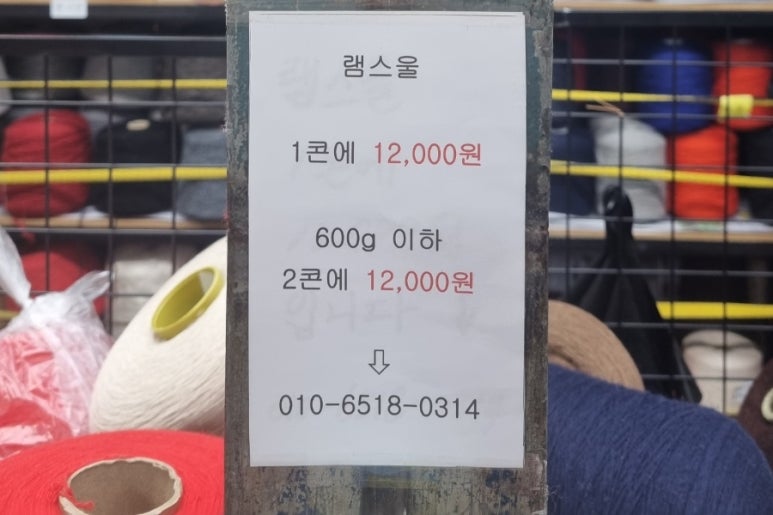 램스울
1콘에 12,000원
600g 이하
2콘에 12,000원
⇩
010-6518-0314